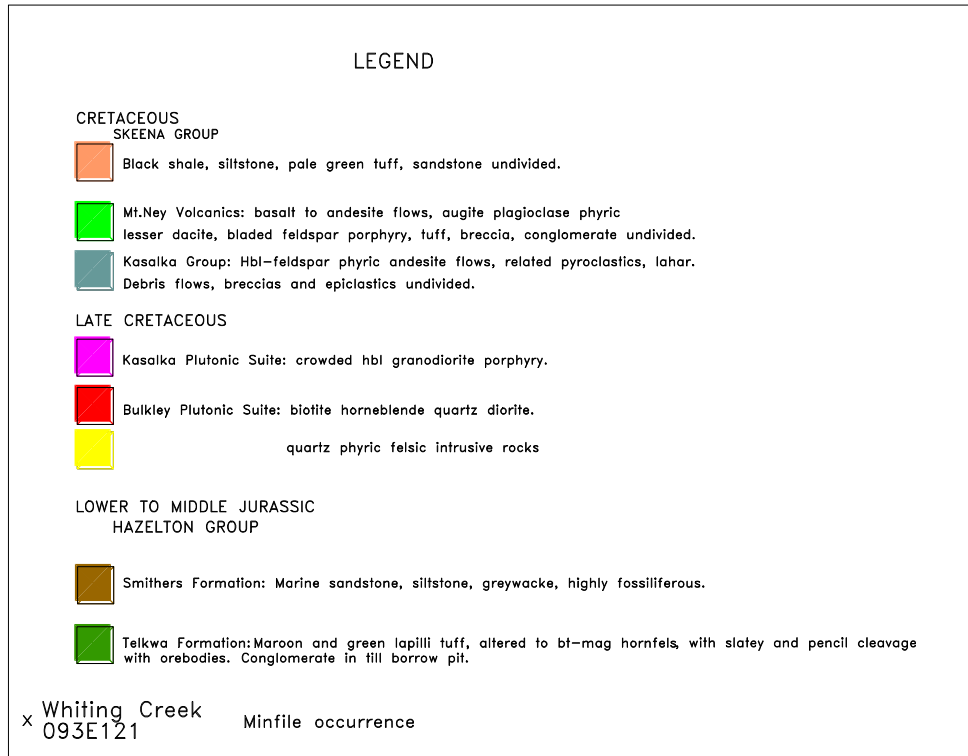 LEGEND
CRETACEOUS
SKEENA GROUP
Black shale, siltstone, pale green tuff, sandstone undivided.
Mt.Ney Volcanics: basalt to andesite flows, augite plagioclase phyric
lesser dacite, bladed feldspar porphyry, tuff, breccia, conglomerate undivided.
Kasalka Group: Hbl-feldspar phyric andesite flows, related pyroclastics, lahar.
Debris flows, breccias and epiclastics undivided.
LATE CRETACEOUS
Kasalka Plutonic Suite: crowded hbl granodiorite porphyry.
Bulkley Plutonic Suite: biotite horneblende quartz diorite.
quartz phyric felsic intrusive rocks
LOWER TO MIDDLE JURASSIC
HAZELTON GROUP
Smithers Formation: Marine sandstone, siltstone, greywacke, highly fossiliferous.
Telkwa Formation: Maroon and green lapilli tuff, altered to bt-mag hornfels, with slatey and pencil cleavage
with orebodies. Conglomerate in till borrow pit.
x Whiting Creek
093E121
Minfile occurrence